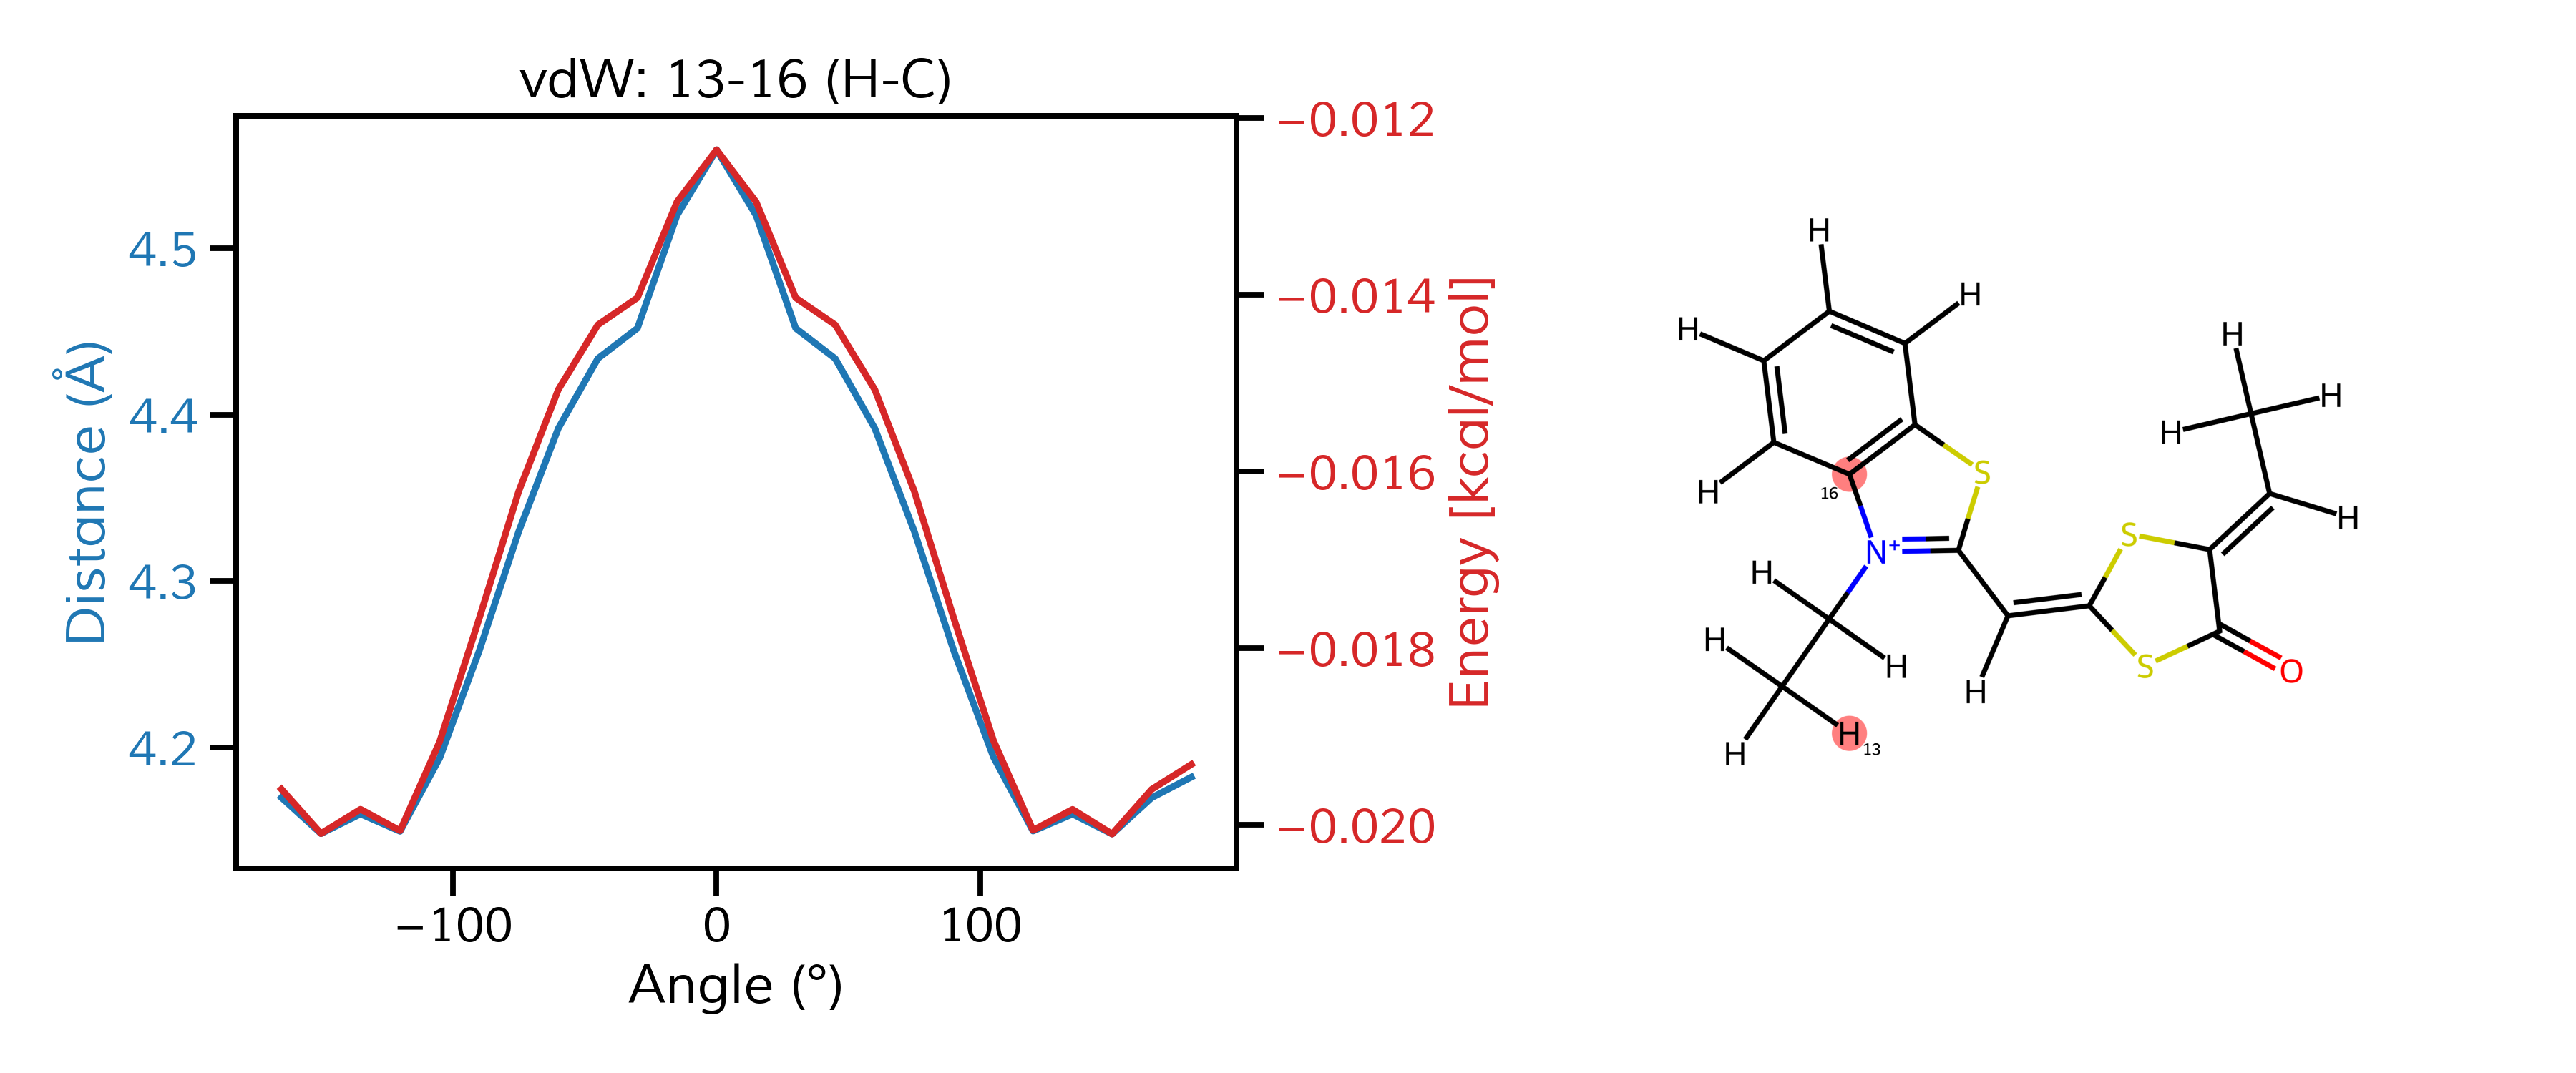 vdW: 13-16 (H-C)
Distance (Å)
4.5
4.4
4.3
4.2
−100
0
100
Angle (°)
−0.012
−0.014
−0.016
−0.018
−0.020
Energy [kcal/mol]
H
H
H
H
H
H
H
16
S
S
H
N+
H
H
H
S
O
H
H
H
13